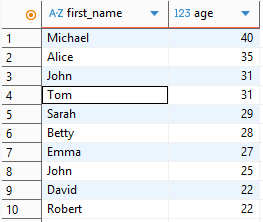 A-Z first_name 123 age
1 Michael 40
2 Alice 35
3 John 31
4 Tom 31
5 Sarah 29
6 Betty 28
7 Emma 27
8 John 25
9 David 22
10 Robert 22